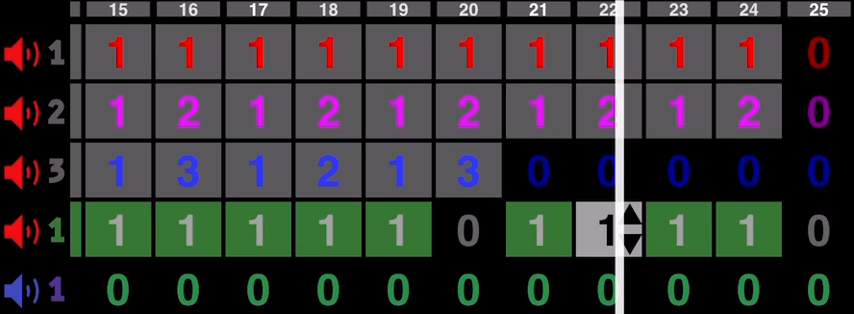 15 16 17 18 19 20 21 22 23 24 25
1 1 1 1 1 1 1 1 1 1 1 0
2 1 2 1 2 1 2 1 2 1 2 0
3 1 3 1 2 1 3 0 0 0 0 0
1 1 1 1 1 1 0 1 1 1 1 0
1 0 0 0 0 0 0 0 0 0 0 0